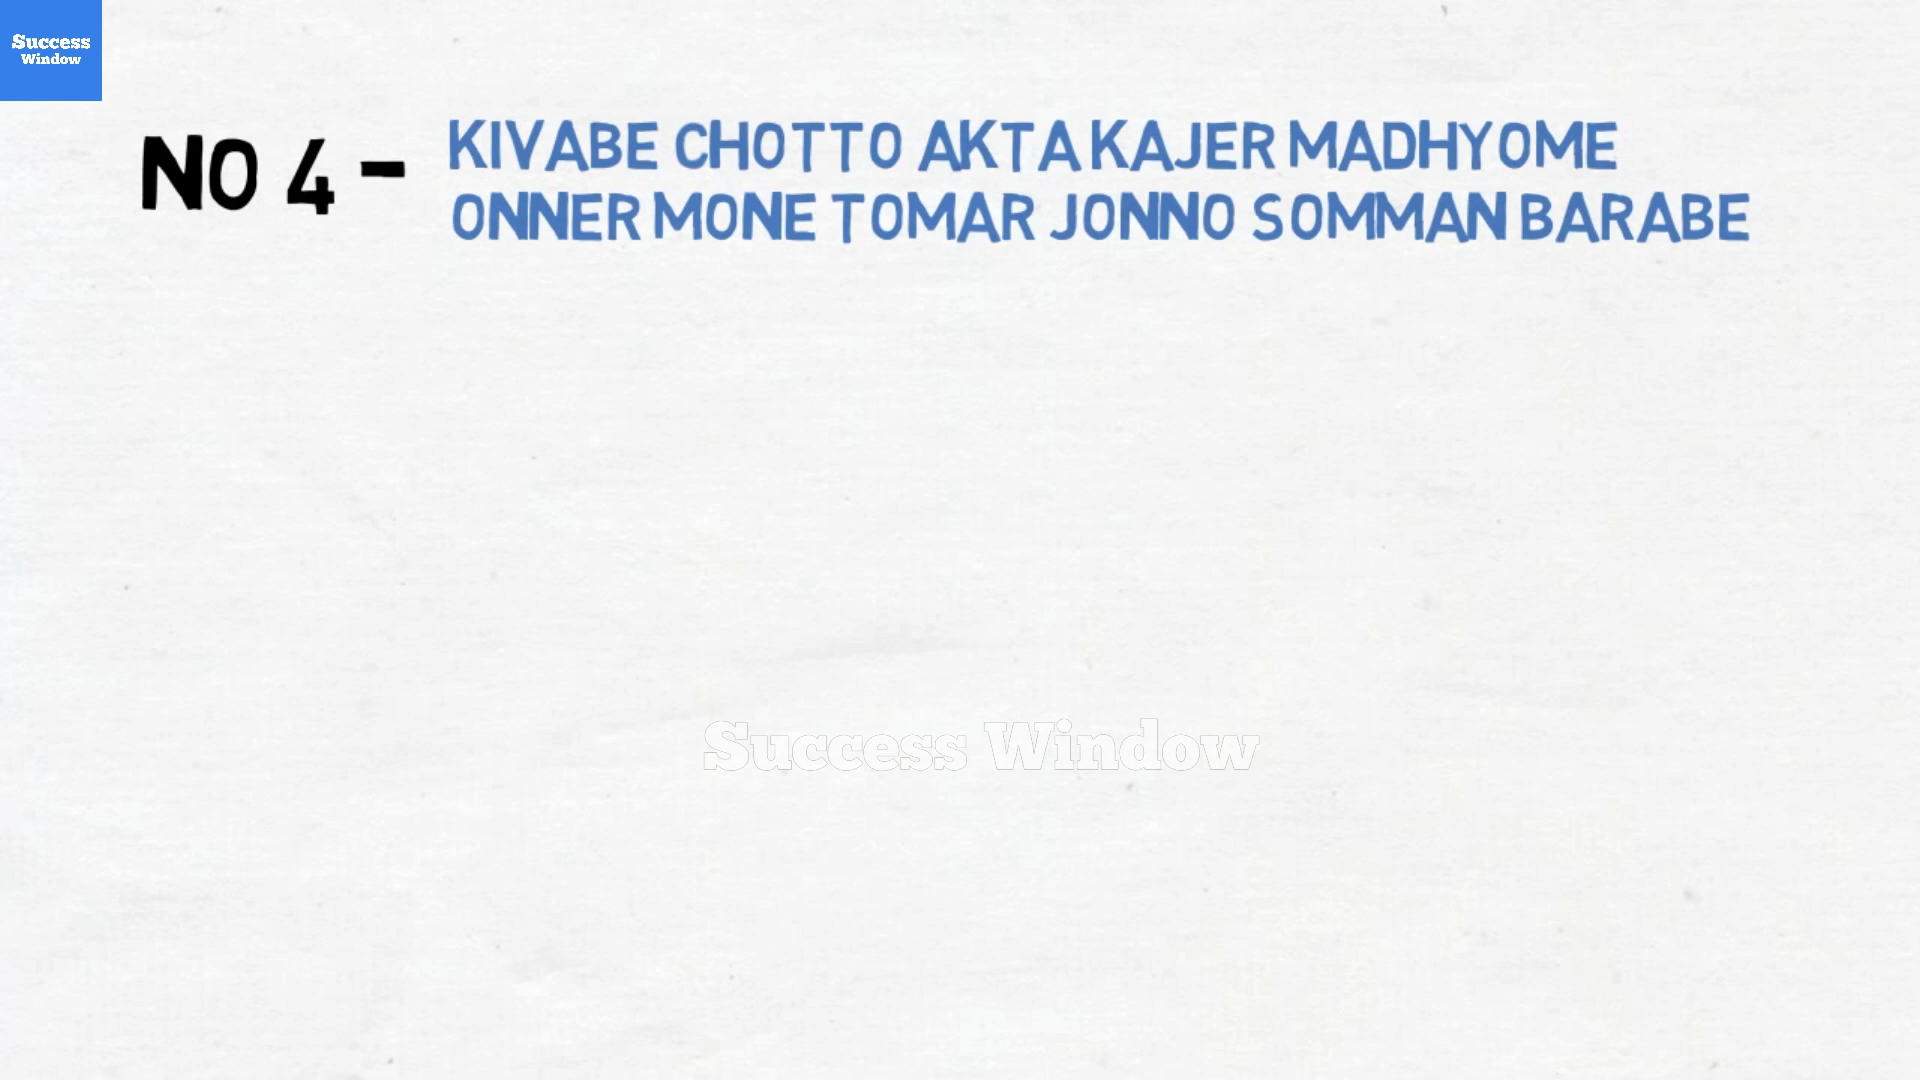 Success
Window
NO 4 - KIVABE CHOTTO AKTA KAJER MADHYOME
ONNER MONE TOMAR JONNO SOMMAN BARABE
Success Window